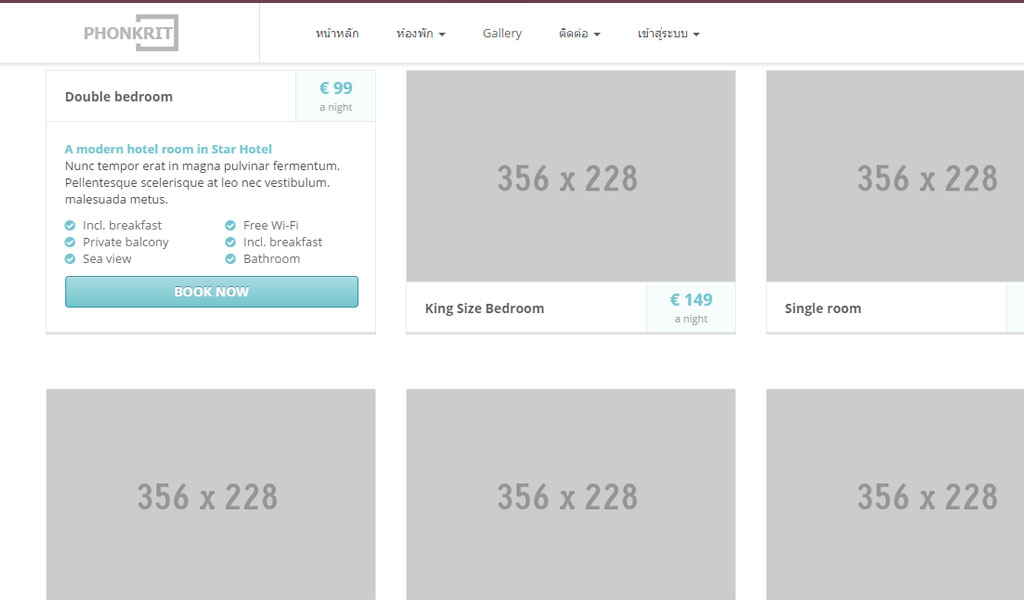 PHONKRIT
หน้าหลัก
ห้องพัก
Gallery
ติดต่อ
เข้าสู่ระบบ
Double bedroom
€ 99
a night
A modern hotel room in Star Hotel
Nunc tempor erat in magna pulvinar fermentum.
Pellentesque scelerisque at leo nec vestibulum.
malesuada metus.
Incl. breakfast
Private balcony
Sea view
Free Wi-Fi
Incl. breakfast
Bathroom
BOOK NOW
356 x 228
King Size Bedroom
€ 149
a night
356 x 228
Single room
356 x 228
356 x 228
356 x 228